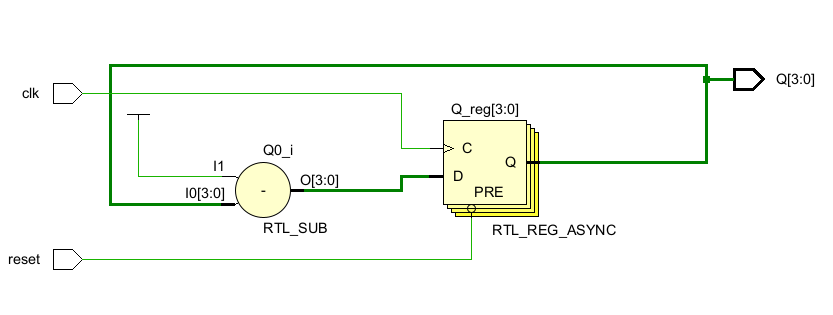 Q[3:0]
clk
Q_reg[3:0]
Q0_i
C
I1
Q
O[3:0]
D
I0[3:0]
-
PRE
RTL_SUB
RTL_REG_ASYNC
reset